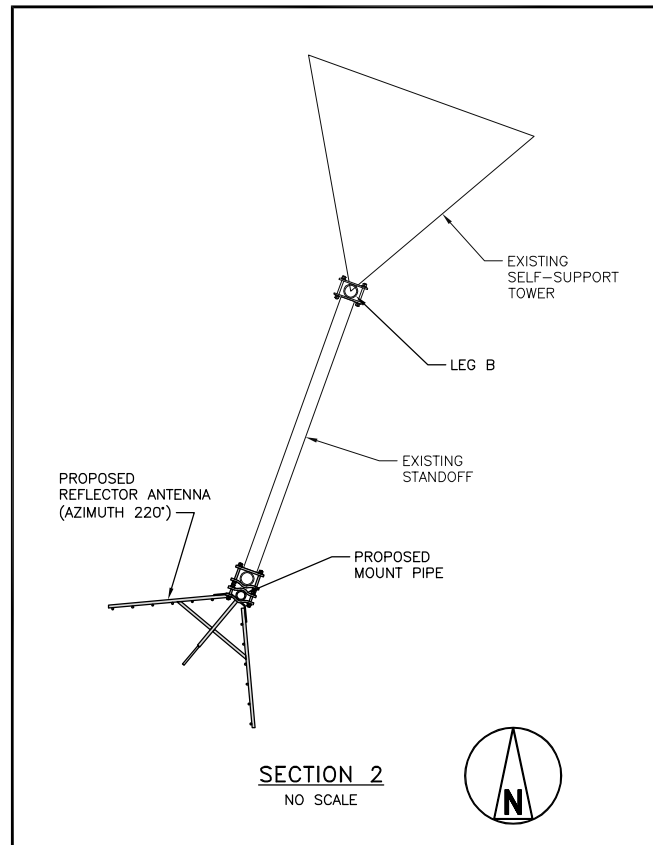 EXISTING
SELF-SUPPORT
TOWER
LEG B
EXISTING
STANDOFF
PROPOSED
REFLECTOR ANTENNA
(AZIMUTH 220°)
PROPOSED
MOUNT PIPE
SECTION 2
NO SCALE
N